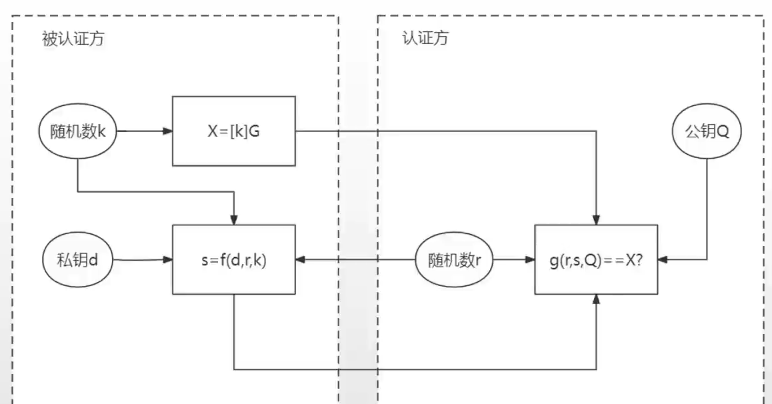 被认证方
认证方
随机数k
X=[k]G
公钥Q
私钥d
s=f(d,r,k)
随机数r
g(r,s,Q)==X?